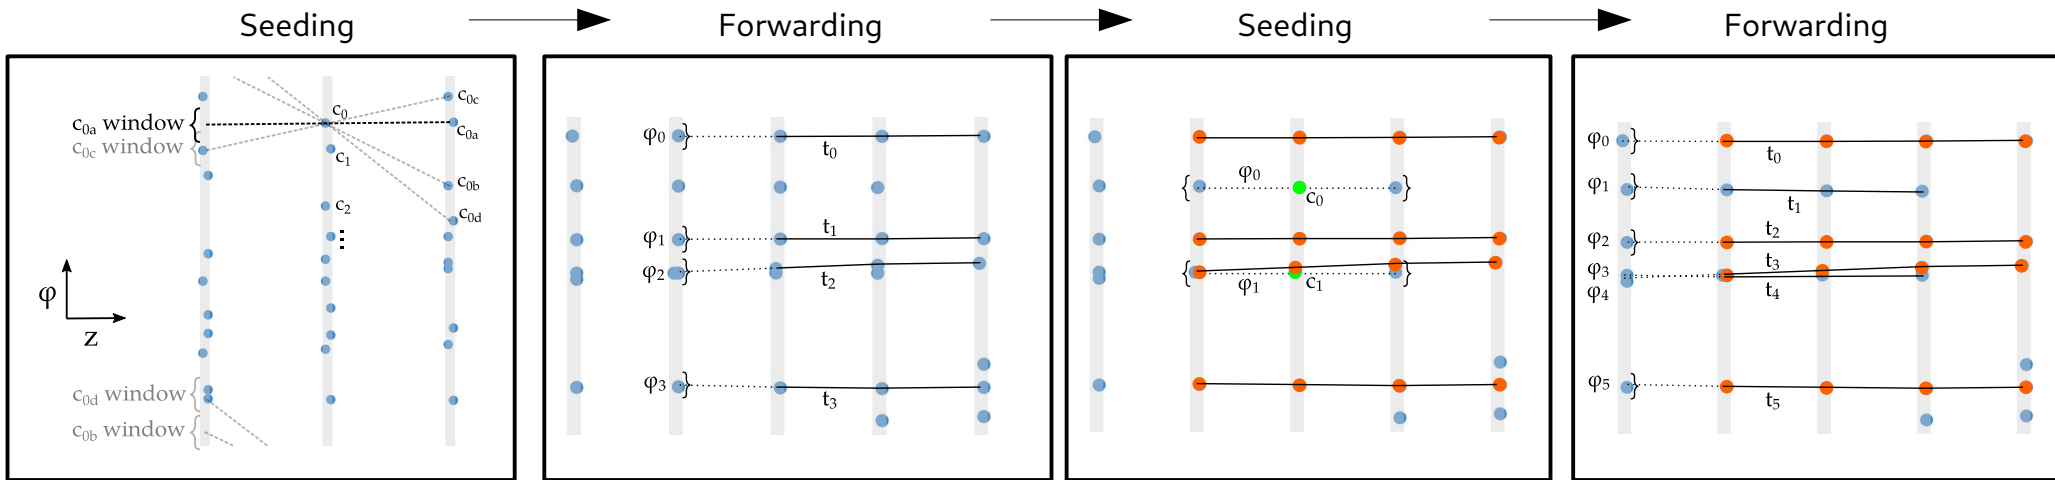 Seeding
Forwarding
Seeding
Forwarding
c0a window
c0c window
c0
c0c
c0a
c1
c0b
c2
c0d
φ
z
c0d window
c0b window
φ0
t0
φ1
t1
φ2
t2
φ3
t3
φ0
c0
φ1
c1
φ0
t0
φ1
t1
φ2
t2
φ3
t3
φ4
t4
φ5
t5